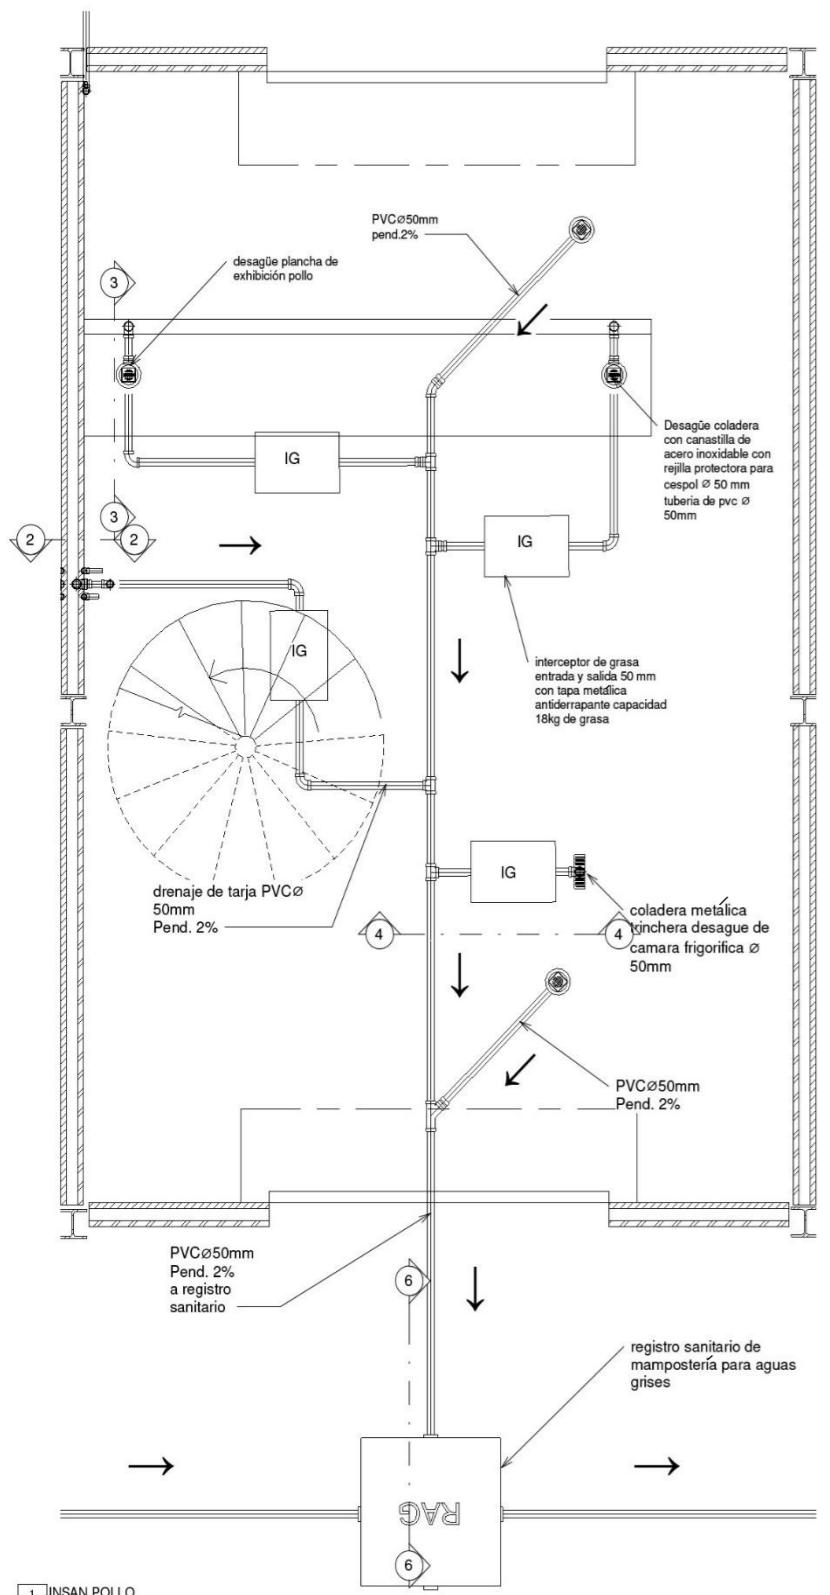 PVCØ50mm
pend.2%
desagüe plancha de
exhibición pollo
3
Desagüe coladera
con canastilla de
acero inoxidable con
rejilla protectora para
cespol Ø 50 mm
tuberia de pvc Ø
50mm
IG
3
2
2
IG
IG
interceptor de grasa
entrada y salida 50 mm
con tapa metálica
antiderrapante capacidad
18kg de grasa
IG
drenaje de tarja PVCØ
50mm
Pend. 2%
4
4
coladera metálica
trinchera desague de
camara frigorifica Ø
50mm
PVCØ50mm
Pend. 2%
PVCØ50mm
Pend. 2%
a registro
sanitario
6
registro sanitario de
mampostería para aguas
grises
RAG
6
1 INSAN POLLO